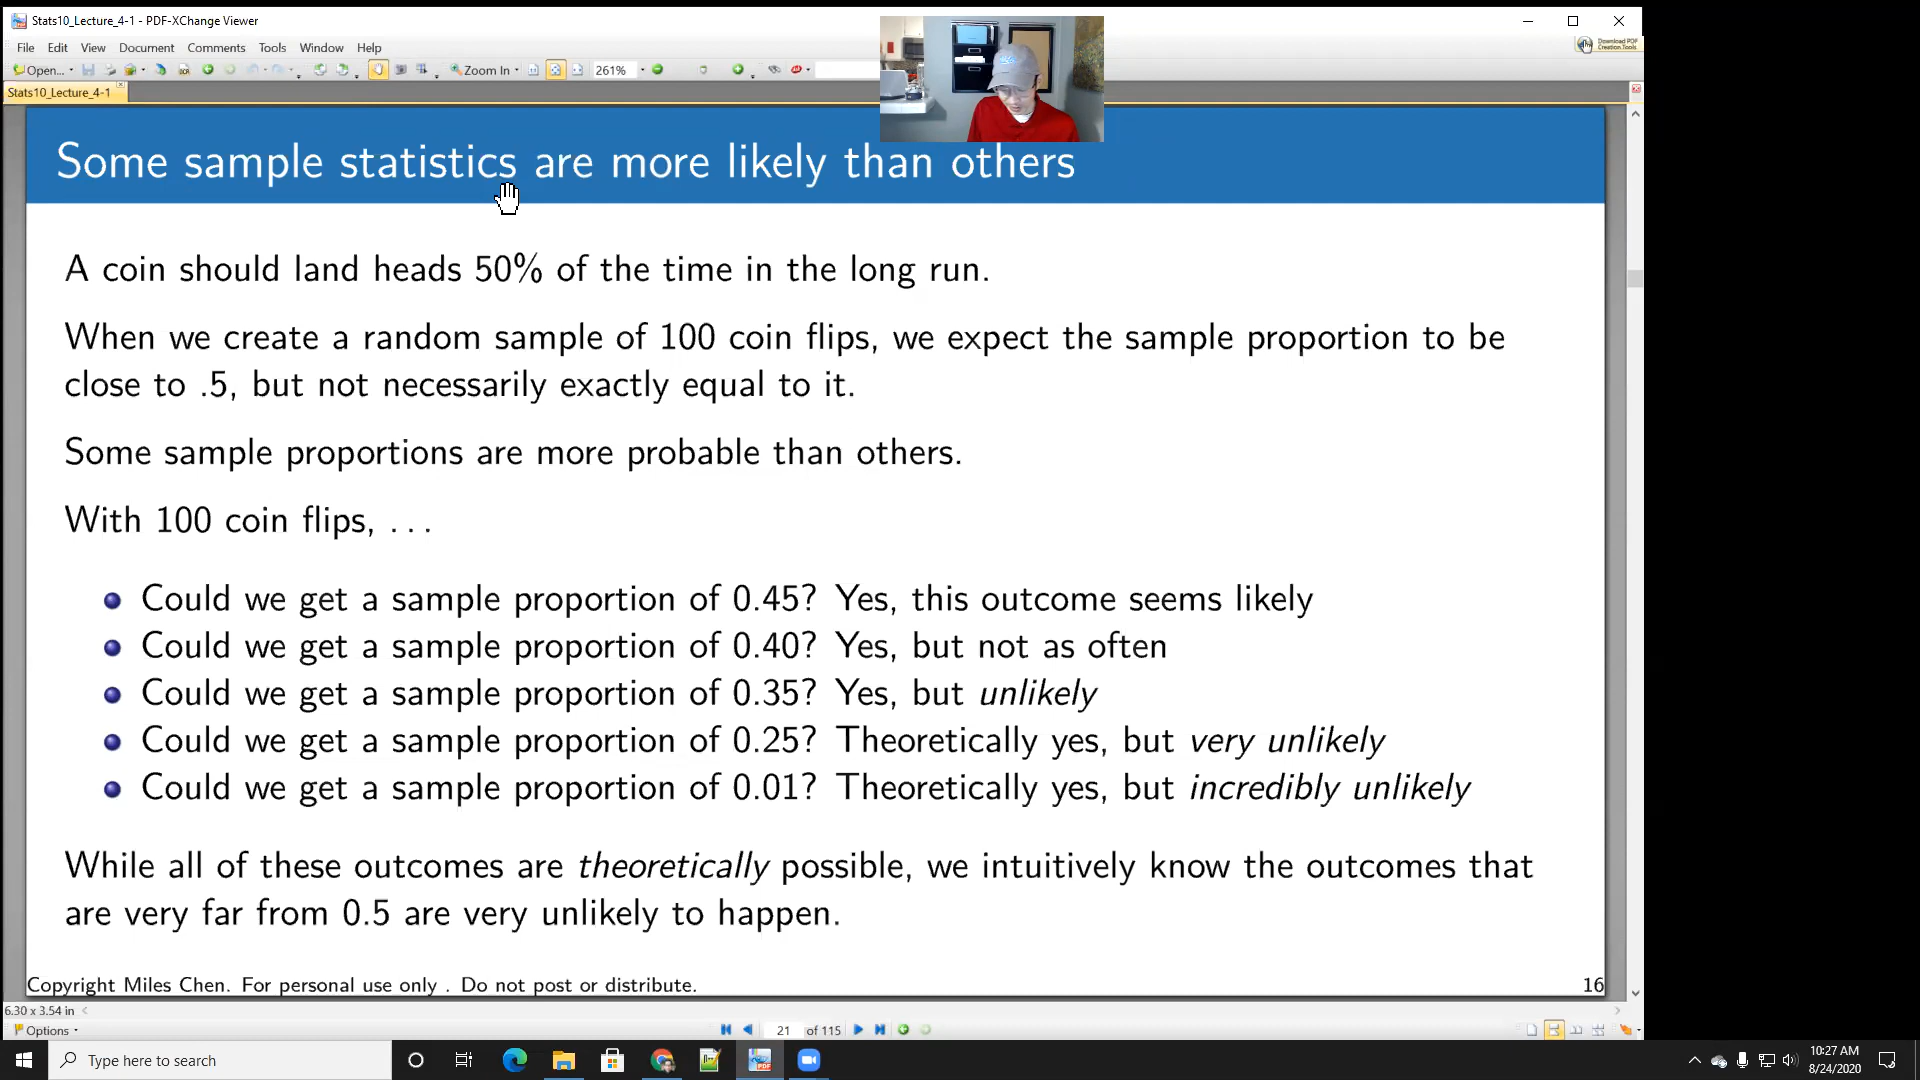 Stats10_Lecture_4-1 - PDF-XChange Viewer
File Edit View Document Comments Tools Window Help
Download PDF
Creation Tools
Open...
Zoom In
261%
Stats10_Lecture_4-1
Some sample statistics are more likely than others
A coin should land heads 50% of the time in the long run.
When we create a random sample of 100 coin flips, we expect the sample proportion to be
close to .5, but not necessarily exactly equal to it.
Some sample proportions are more probable than others.
With 100 coin flips, . . .
Could we get a sample proportion of 0.45? Yes, this outcome seems likely
Could we get a sample proportion of 0.40? Yes, but not as often
Could we get a sample proportion of 0.35? Yes, but unlikely
Could we get a sample proportion of 0.25? Theoretically yes, but very unlikely
Could we get a sample proportion of 0.01? Theoretically yes, but incredibly unlikely
While all of these outcomes are theoretically possible, we intuitively know the outcomes that
are very far from 0.5 are very unlikely to happen.
Copyright Miles Chen. For personal use only . Do not post or distribute.
16
6.30 x 3.54 in
Options
21 of 115
Type here to search
10:27 AM
8/24/2020